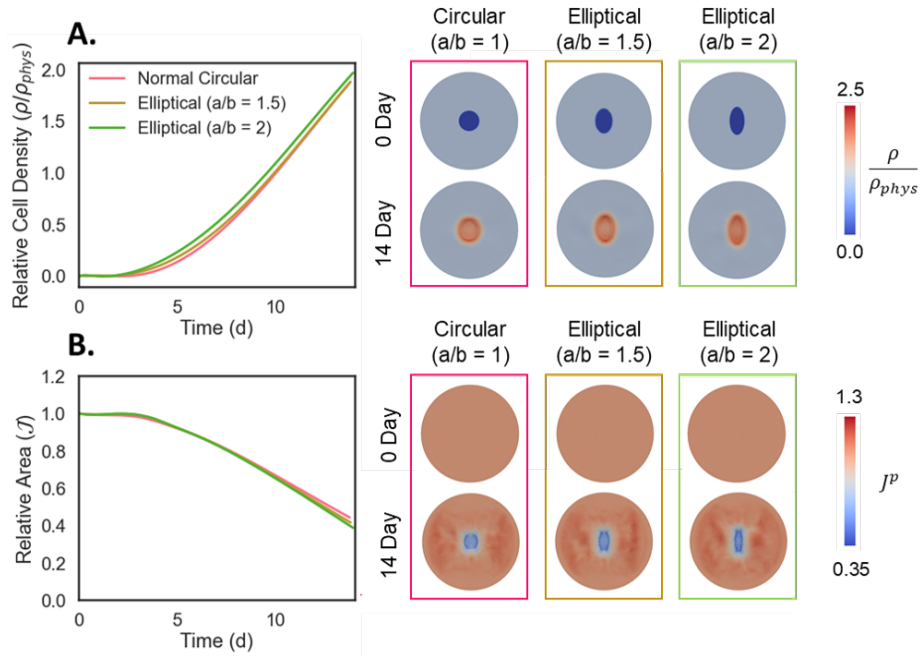 A.
Relative Cell Density (ρ/ρphys)
2.0
1.5
1.0
0.5
0.0
Normal Circular
Elliptical (a/b = 1.5)
Elliptical (a/b = 2)
0
5
10
Time (d)
Circular
(a/b = 1)
Elliptical
(a/b = 1.5)
Elliptical
(a/b = 2)
0 Day
14 Day
2.5
ρ
ρphys
0.0
B.
Relative Area (J)
1.2
1.0
0.8
0.6
0.4
0.2
0.0
0
5
10
Time (d)
Circular
(a/b = 1)
Elliptical
(a/b = 1.5)
Elliptical
(a/b = 2)
0 Day
14 Day
1.3
Jᵖ
0.35